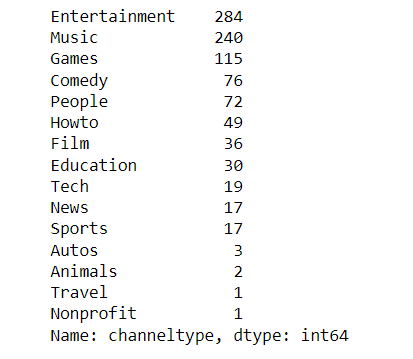 Entertainment    284
Music            240
Games            115
Comedy            76
People            72
Howto             49
Film              36
Education         30
Tech              19
News              17
Sports            17
Autos              3
Animals            2
Travel             1
Nonprofit          1
Name: channeltype, dtype: int64